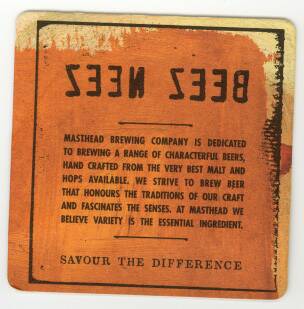 BEEZ NEEZ
MASTHEAD BREWING COMPANY IS DEDICATED
TO BREWING A RANGE OF CHARACTERFUL BEERS,
HAND CRAFTED FROM THE VERY BEST MALT AND
HOPS AVAILABLE. WE STRIVE TO BREW BEER
THAT HONOURS THE TRADITIONS OF OUR CRAFT
AND FASCINATES THE SENSES. AT MASTHEAD WE
BELIEVE VARIETY IS THE ESSENTIAL INGREDIENT.
SAVOUR THE DIFFERENCE